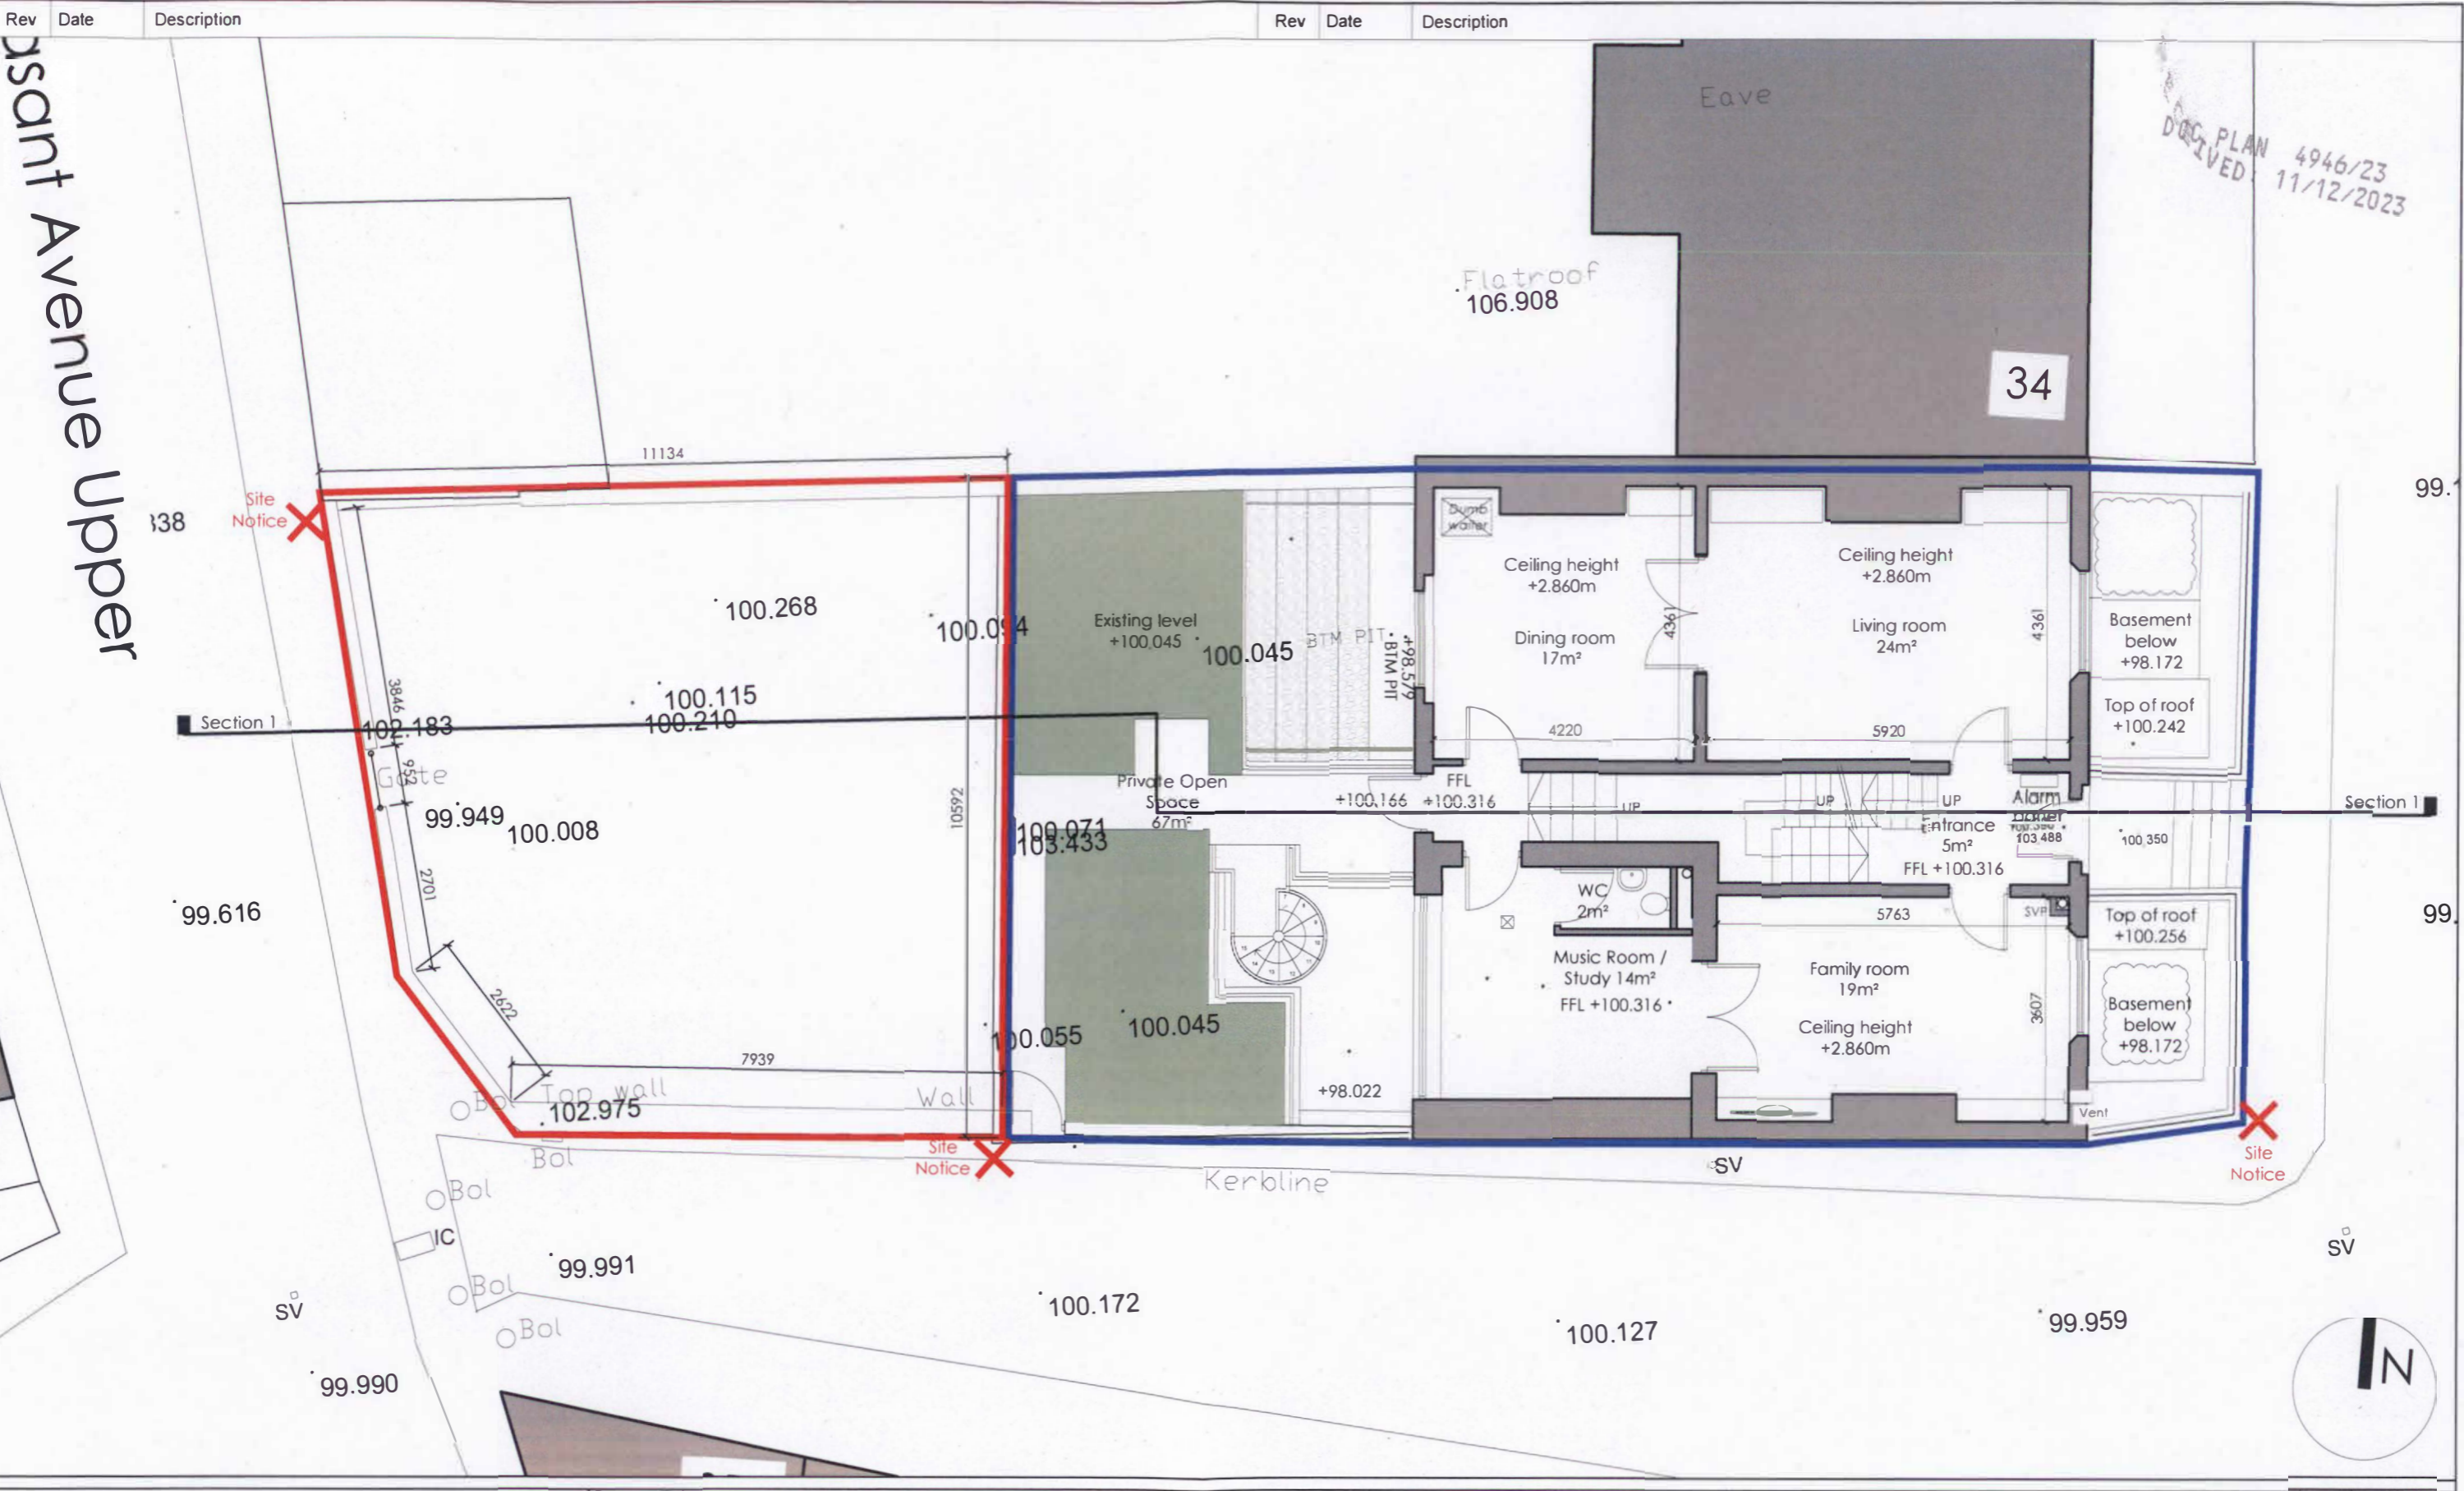 Rev Date Description
Rev Date Description
asant Avenue Upper
Eave
DOC PLAN 4946/23
11/12/2023
34
Flatroof
106.908
11134
Site
Notice
338
99.
Dumb
waiter
Ceiling height
+2.860m
Dining room
17m²
4361
4220
Ceiling height
+2.860m
Living room
24m²
4361
5920
Basement
below
+98.172
Top of roof
+100.242
100.268
100.094
Existing level
+100.045
100.045
BTM PIT
+98.579
BTM PIT
3846
100.115
100.210
Section 1
102.183
Gate
952
99.949
100.008
10592
Private Open
Space
67m²
+100.166
FFL
+100.316
UP
UP
UP
Alarm
panel
103.488
Entrance
5m²
FFL +100.316
100.350
Section 1
100.071
103.433
2701
99.616
WC
2m²
5763
SVP
Top of roof
+100.256
99.
Music Room /
Study 14m²
FFL +100.316
Family room
19m²
Ceiling height
+2.860m
3607
Basement
below
+98.172
2622
100.055
100.045
7939
+98.022
Bol
Top wall
102.975
Wall
Vent
Site
Notice
Bol
Kerbline
SV
Site
Notice
Bol
IC
SV
99.991
Bol
SV
100.172
Bol
100.127
99.959
99.990
N